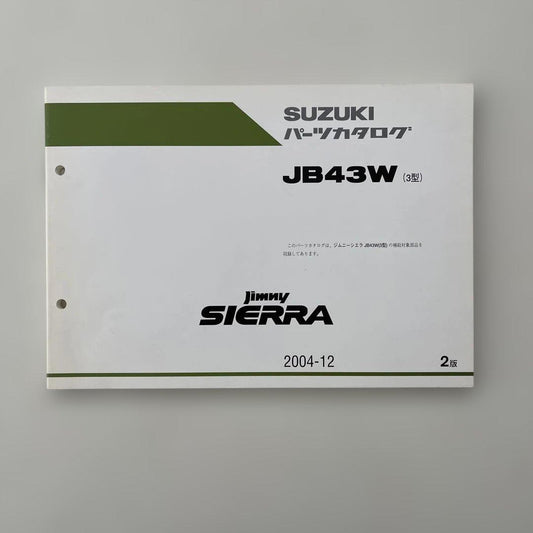 SUZUKI
パーツカタログ
JB43W (3型)
このパーツカタログは、ジムニーシエラ JB43W(3型) の補給対象部品を
収録してあります。
Jimny
SIERRA
2004-12
2版